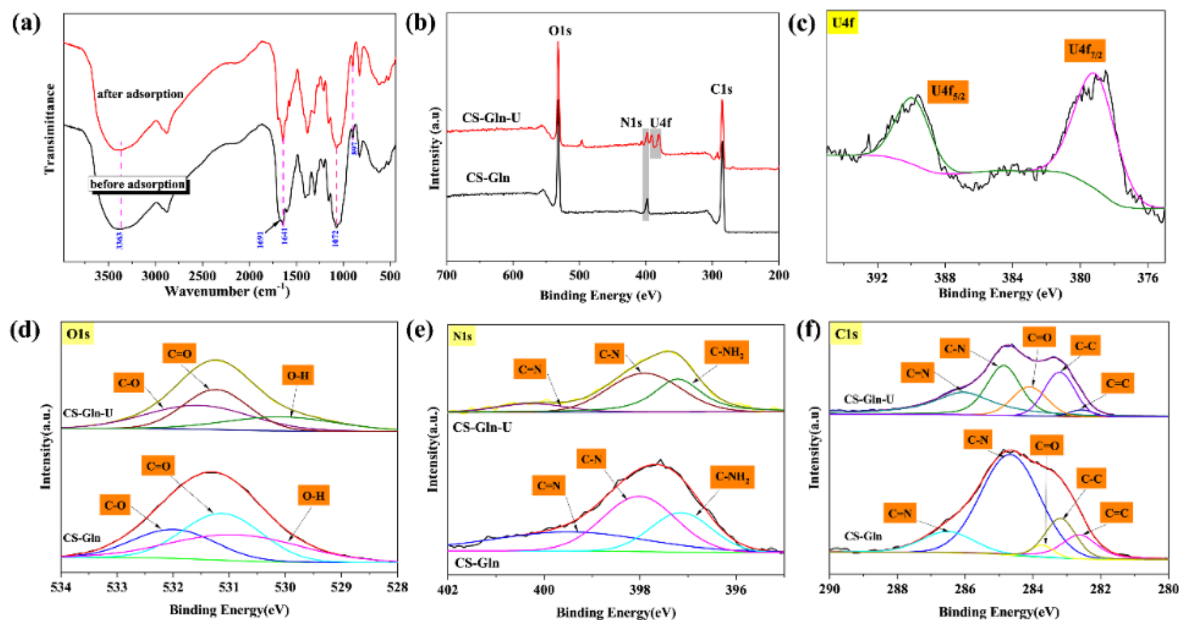 (a)
Transimittance
after adsorption
before adsorption
3363
1691
1641
1072
897
3000 2500 2000 1500 1000 500
Wavenumber (cm⁻¹)
(b)
Intensity (a.u)
O1s
C1s
N1s U4f
CS-Gln-U
CS-Gln
700 600 500 400 300 200
Binding Energy (eV)
(c)
U4f
Intensity (a.u)
U4f7/2
U4f5/2
392 388 384 380 376
Binding Energy (eV)
(d)
O1s
Intensity(a.u.)
C=O
C-O
O-H
CS-Gln-U
C=O
C-O
O-H
CS-Gln
534 533 532 531 530 529 528
Binding Energy(eV)
(e)
N1s
Intensity(a.u.)
C-N
C-NH2
C=N
CS-Gln-U
C-N
C-NH2
C=N
CS-Gln
402 400 398 396
Binding Energy(eV)
(f)
C1s
Intensity(a.u.)
C=O
C-N
C-C
C=N
C=C
CS-Gln-U
C-N
C=O
C-C
C=N
C=C
CS-Gln
290 288 286 284 282 280
Binding Energy(eV)